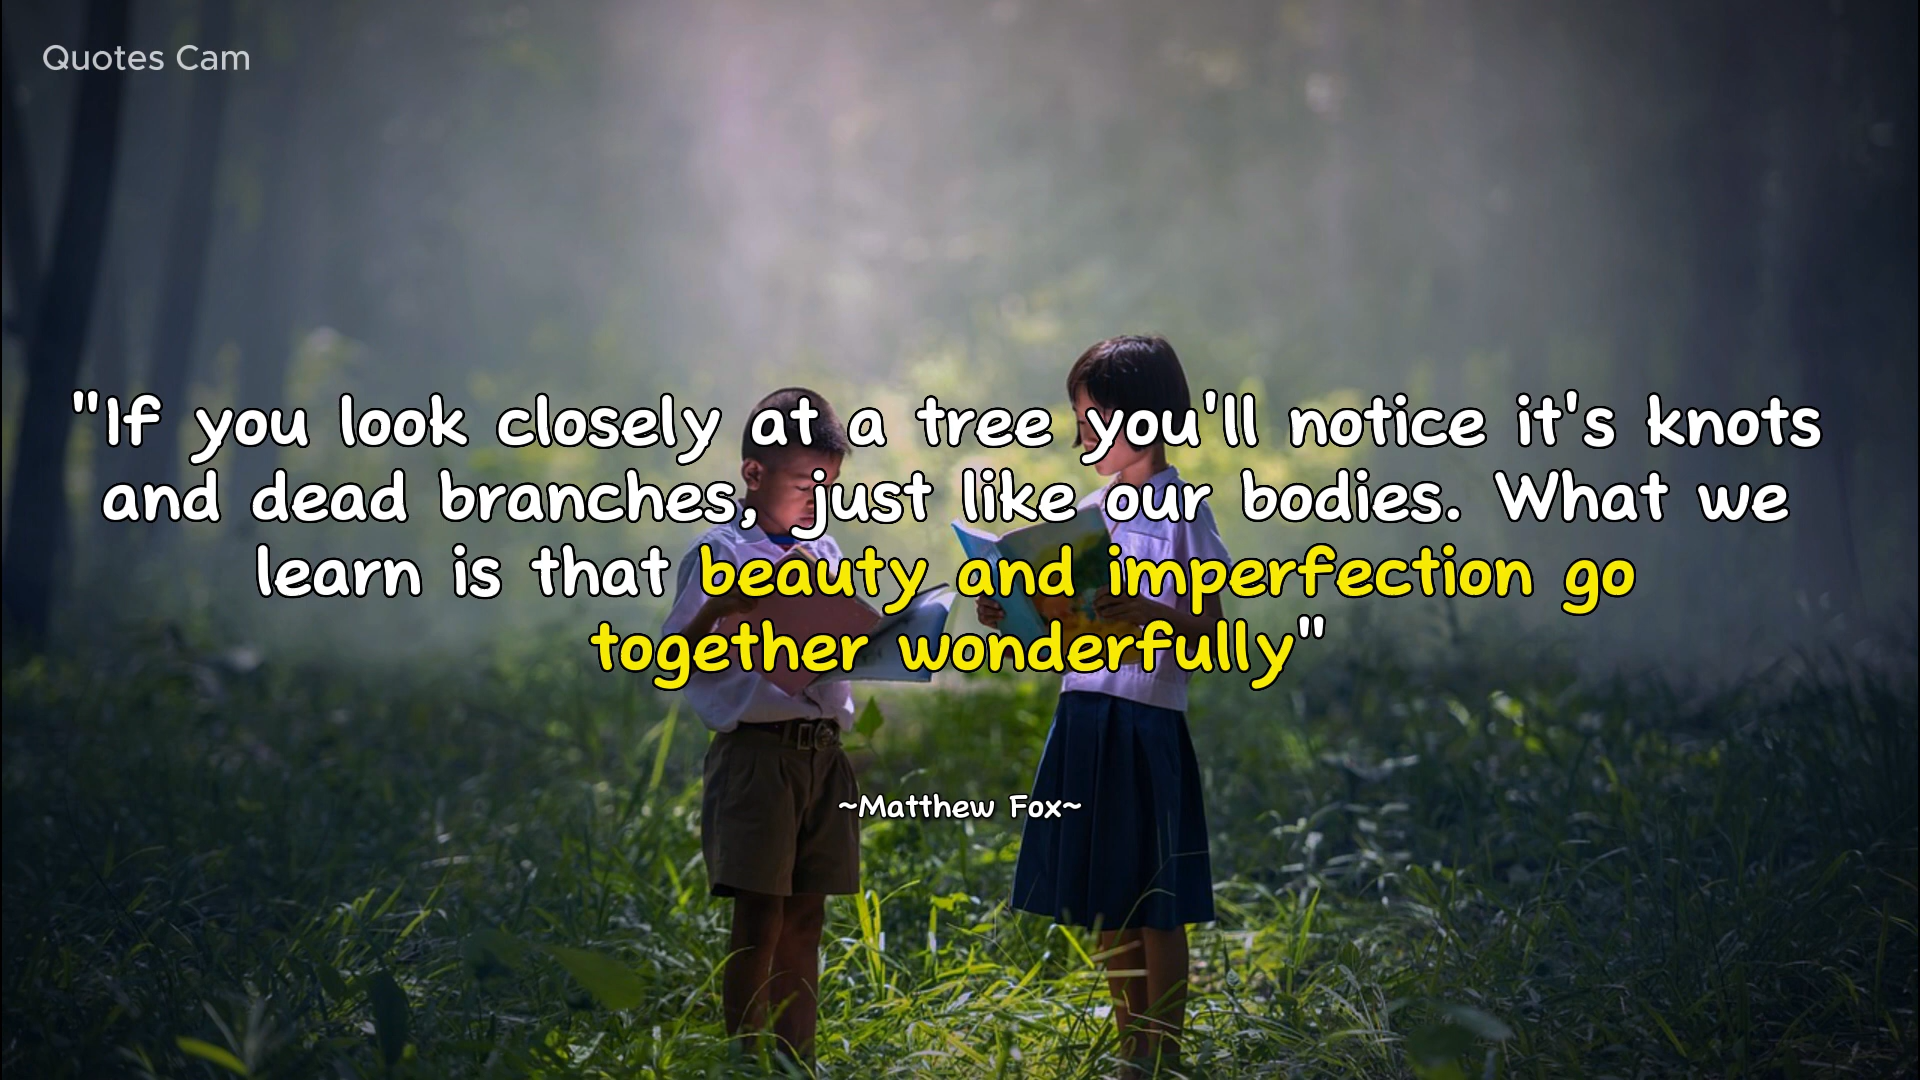 Quotes Cam
"If you look closely at a tree you'll notice it's knots
and dead branches, just like our bodies. What we
learn is that beauty and imperfection go
together wonderfully"
~Matthew Fox~